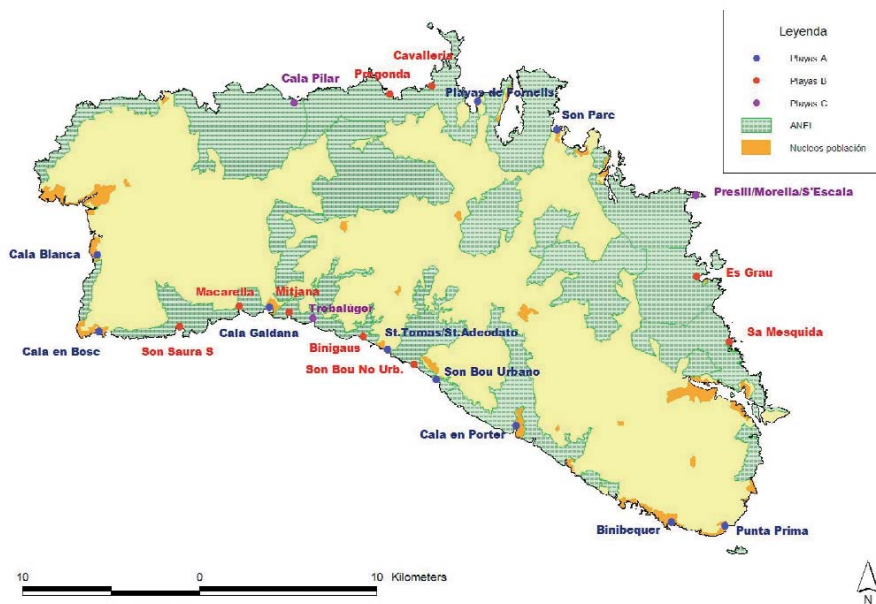 Leyenda
Playas A
Playas B
Playas C
ANEI
Nucleos población
Cavalleria
Cala Pilar
Pregonda
Playas de Fornells
Son Parc
Presili/Morella/S'Escala
Cala Blanca
Es Grau
Macarella
Mitjana
Trebalúger
Sa Mesquida
Cala en Bosc
Son Saura S
Cala Galdana
Binigaus
St.Tomas/St.Adeodato
Son Bou No Urb.
Son Bou Urbano
Cala en Porter
Binibequer
Punta Prima
10
0
10
Kilometers
N